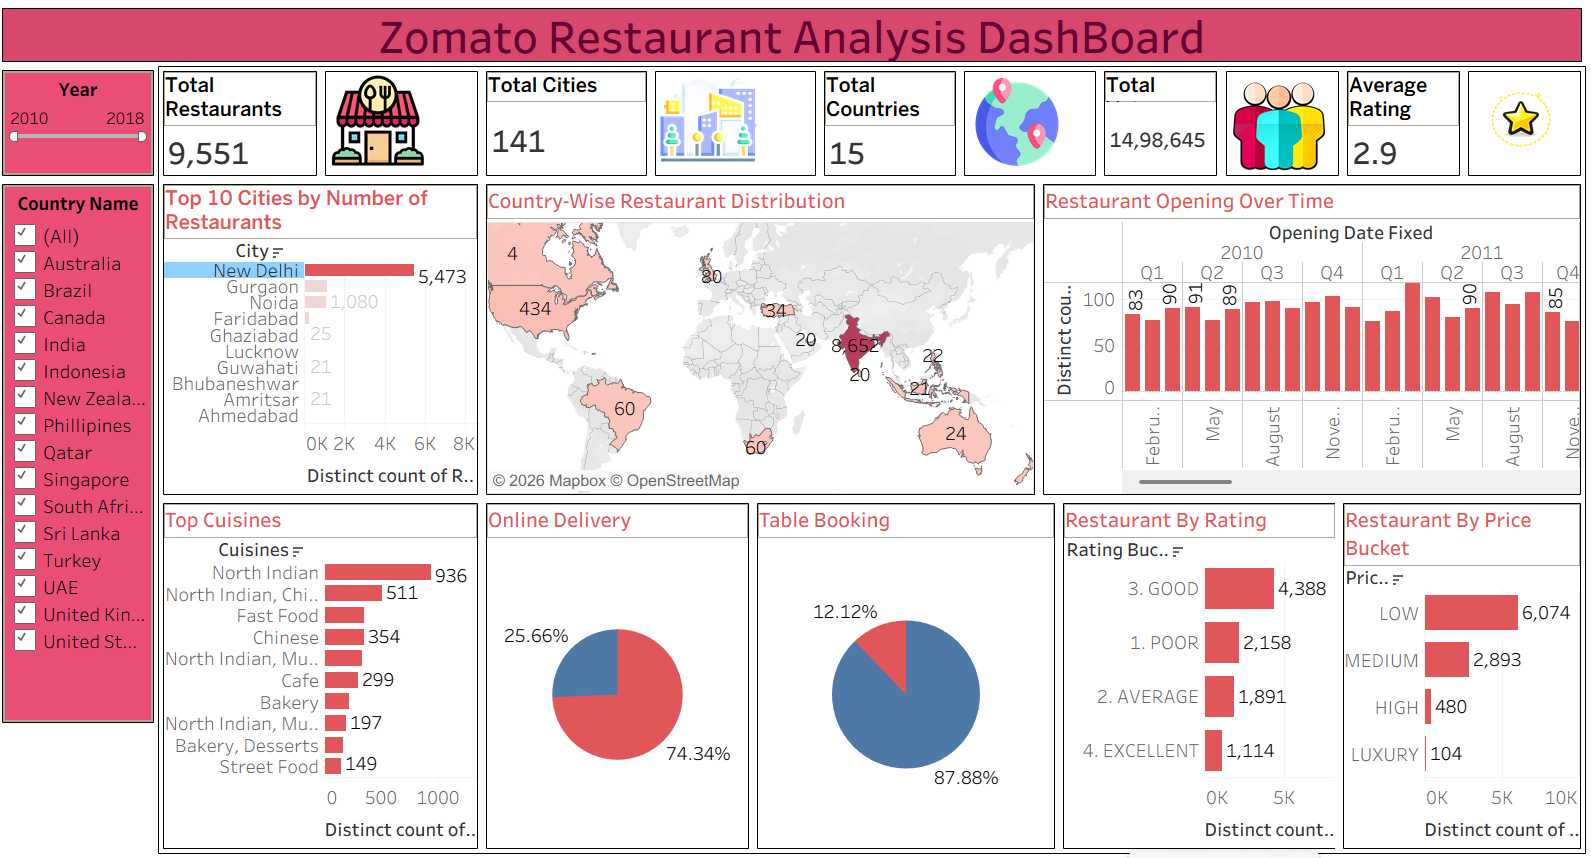 Zomato Restaurant Analysis DashBoard
Year
2010 2018
Country Name
(All)
Australia
Brazil
Canada
India
Indonesia
New Zeala...
Phillipines
Qatar
Singapore
South Afri...
Sri Lanka
Turkey
UAE
United Kin...
United St...
Total
Restaurants
9,551
Total Cities
141
Total
Countries
15
Total
14,98,645
Average
Rating
2.9
Top 10 Cities by Number of
Restaurants
City
New Delhi 5,473
Gurgaon
Noida 1,080
Faridabad
Ghaziabad 25
Lucknow
Guwahati 21
Bhubaneshwar
Amritsar 21
Ahmedabad
0K 2K 4K 6K 8K
Distinct count of R..
Country-Wise Restaurant Distribution
4
80
434
34
20
8,652
22
20
21
60
24
60
© 2026 Mapbox © OpenStreetMap
Restaurant Opening Over Time
Opening Date Fixed
2010 2011
Q1 Q2 Q3 Q4 Q1 Q2 Q3 Q4
Distinct cou..
100
50
0
83 90 91 89 90 85
Febru.. May August Nove.. Febru.. May August Nove..
Top Cuisines
Cuisines
North Indian 936
North Indian, Chi.. 511
Fast Food
Chinese 354
North Indian, Mu..
Cafe 299
Bakery
North Indian, Mu.. 197
Bakery, Desserts
Street Food 149
0 500 1000
Distinct count of..
Online Delivery
25.66%
74.34%
Table Booking
12.12%
87.88%
Restaurant By Rating
Rating Buc..
3. GOOD 4,388
1. POOR 2,158
2. AVERAGE 1,891
4. EXCELLENT 1,114
0K 5K
Distinct count..
Restaurant By Price
Bucket
Pric..
LOW 6,074
MEDIUM 2,893
HIGH 480
LUXURY 104
0K 5K 10K
Distinct count of ..